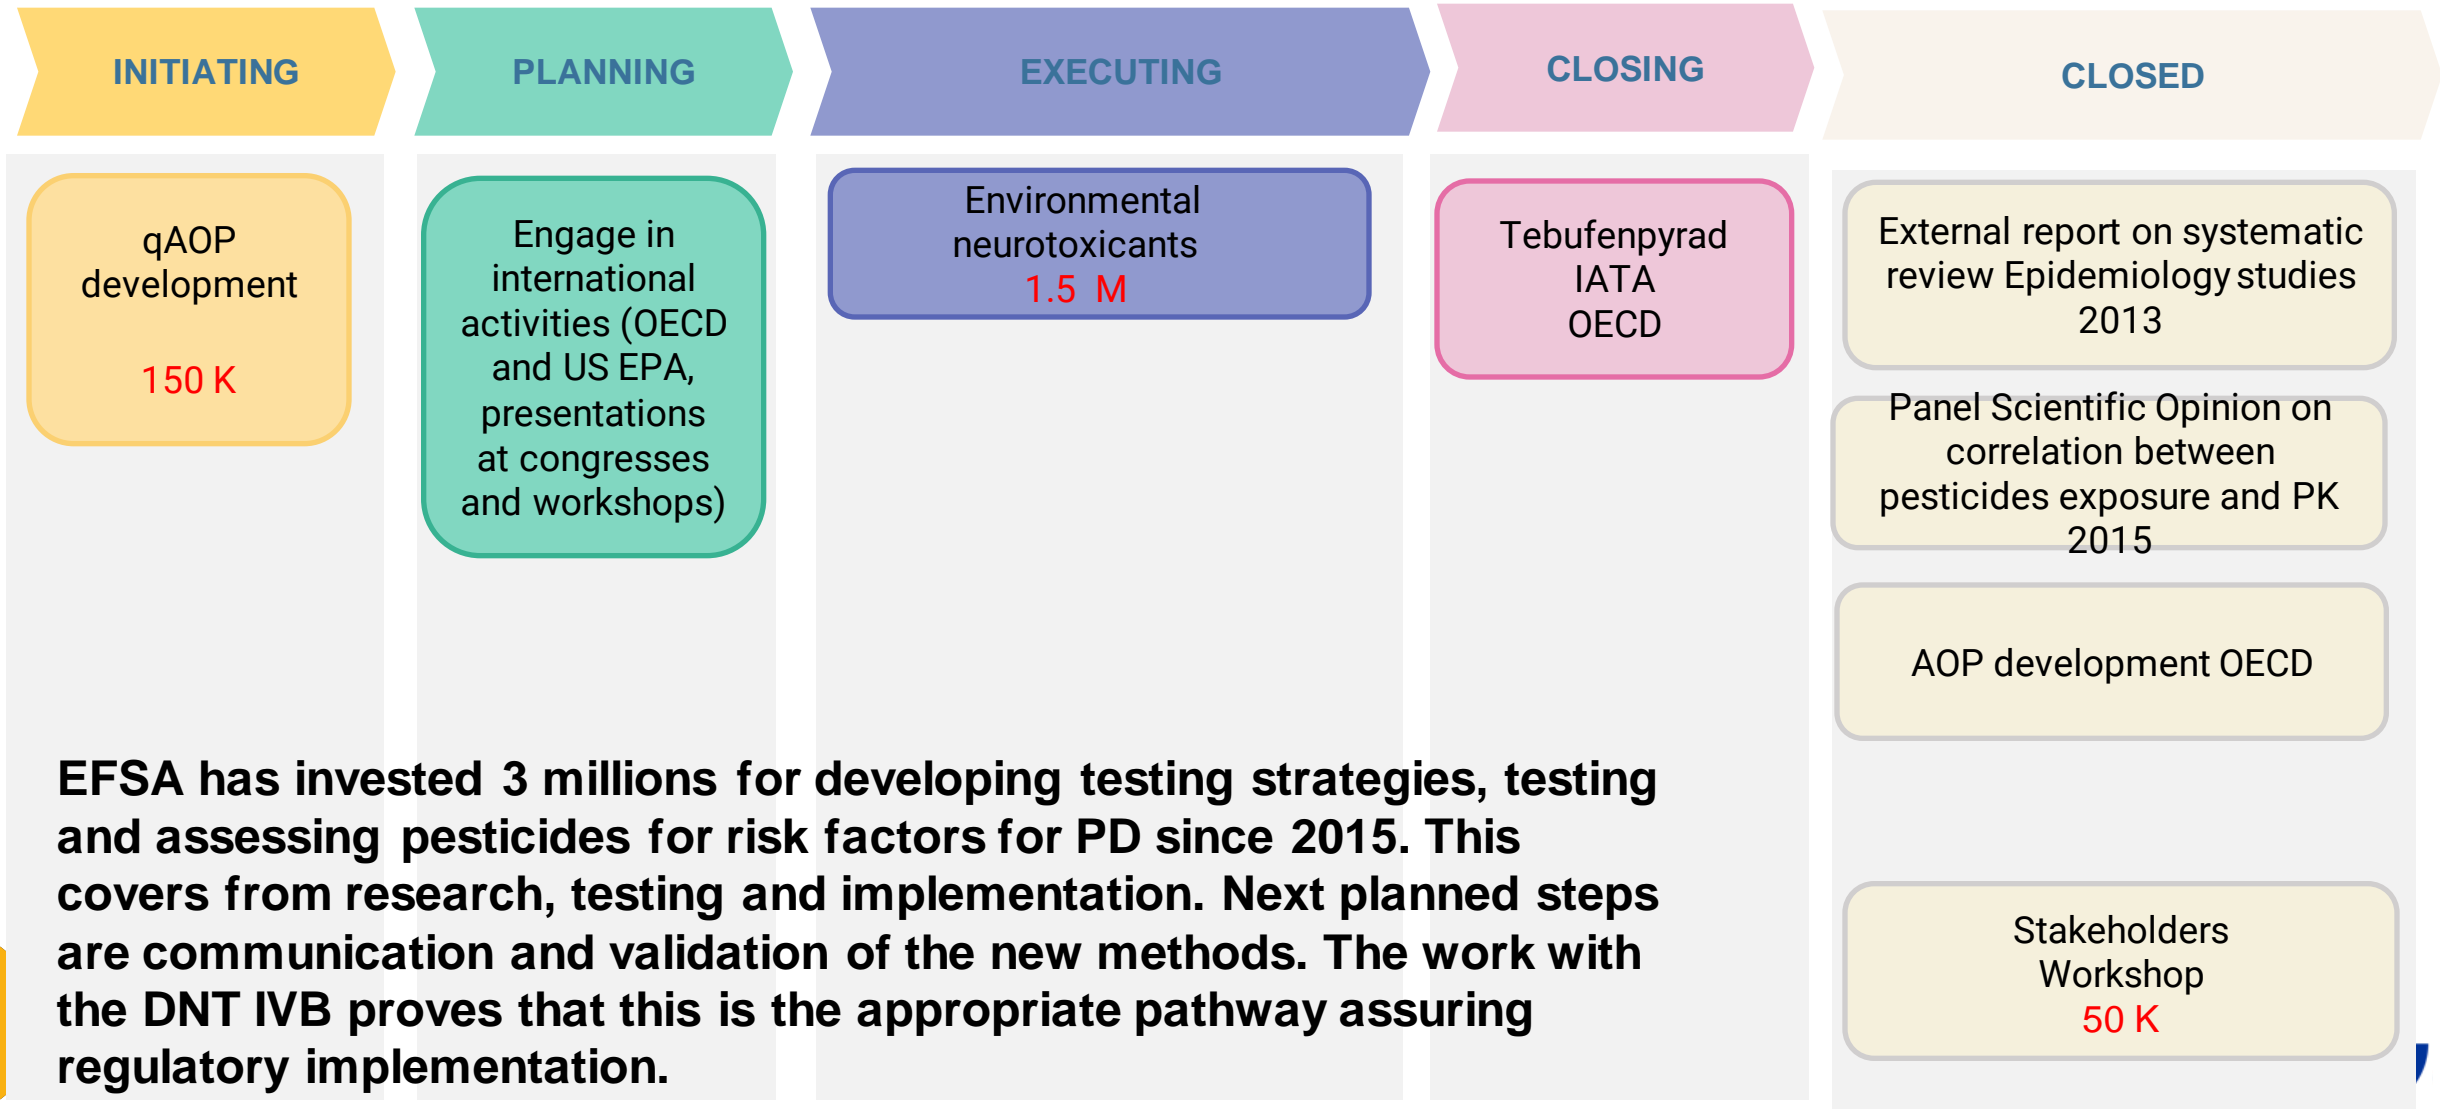 INITIATING
PLANNING
EXECUTING
CLOSING
CLOSED
qAOP
development
150 K
Engage in
international
activities (OECD
and US EPA,
presentations
at congresses
and workshops)
Environmental
neurotoxicants
1.5 M
Tebufenpyrad
IATA
OECD
External report on systematic
review Epidemiology studies
2013
Panel Scientific Opinion on
correlation between
pesticides exposure and PK
2015
AOP development OECD
Stakeholders
Workshop
50 K
EFSA has invested 3 millions for developing testing strategies, testing
and assessing pesticides for risk factors for PD since 2015. This
covers from research, testing and implementation. Next planned steps
are communication and validation of the new methods. The work with
the DNT IVB proves that this is the appropriate pathway assuring
regulatory implementation.